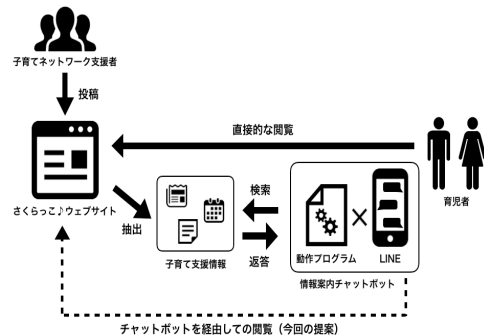 子育てネットワーク支援者
投稿
直接的な閲覧
育児者
さくらっこ♪ウェブサイト
抽出
検索
返答
子育て支援情報
動作プログラム
LINE
情報案内チャットボット
チャットボットを経由しての閲覧（今回の提案）